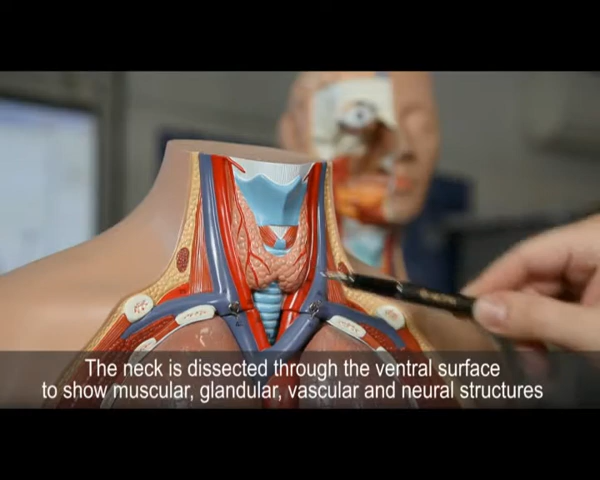 The neck is dissected through the ventral surface
to show muscular, glandular, vascular and neural structures